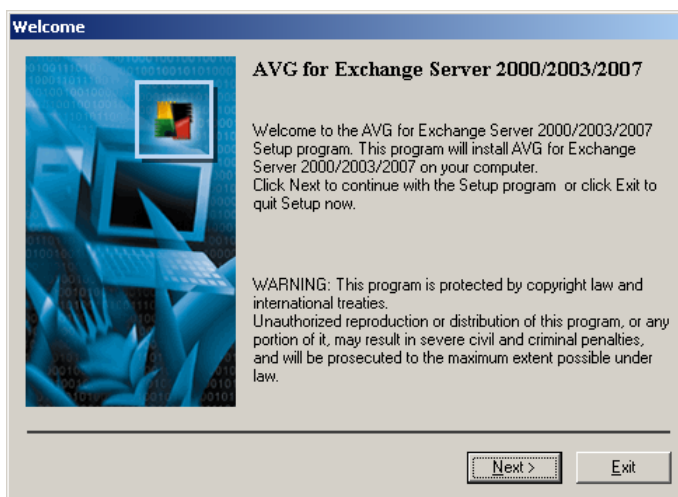 Welcome
AVG for Exchange Server 2000/2003/2007
Welcome to the AVG for Exchange Server 2000/2003/2007
Setup program. This program will install AVG for Exchange
Server 2000/2003/2007 on your computer.
Click Next to continue with the Setup program or click Exit to
quit Setup now.
WARNING: This program is protected by copyright law and
international treaties.
Unauthorized reproduction or distribution of this program, or any
portion of it, may result in severe civil and criminal penalties,
and will be prosecuted to the maximum extent possible under
law.
Next >
Exit